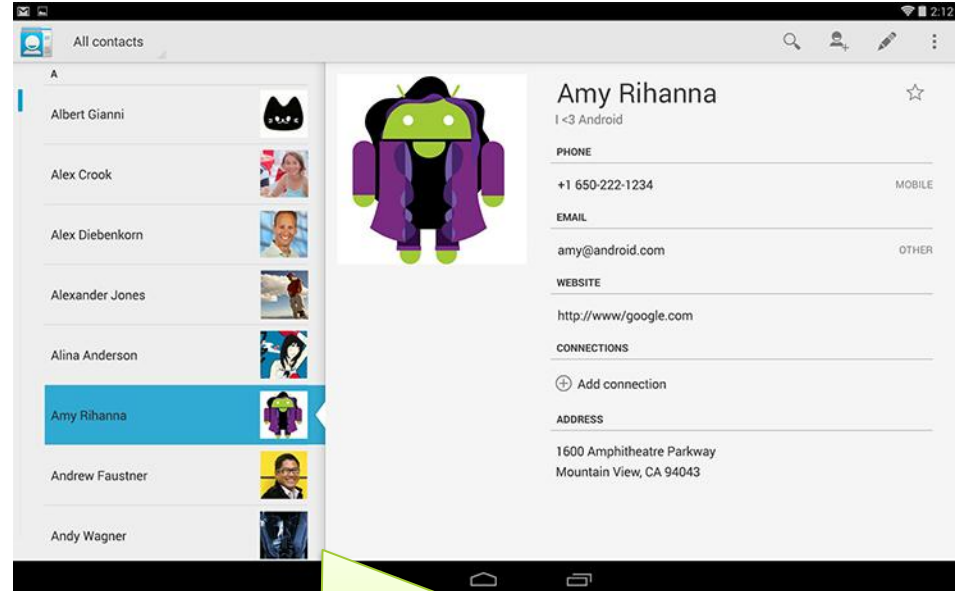 2:12
All contacts
A
Albert Gianni
Alex Crook
Alex Diebenkorn
Alexander Jones
Alina Anderson
Amy Rihanna
Andrew Faustner
Andy Wagner
Amy Rihanna
I <3 Android
PHONE
+1 650-222-1234 MOBILE
EMAIL
amy@android.com OTHER
WEBSITE
http://www/google.com
CONNECTIONS
Add connection
ADDRESS
1600 Amphitheatre Parkway
Mountain View, CA 94043